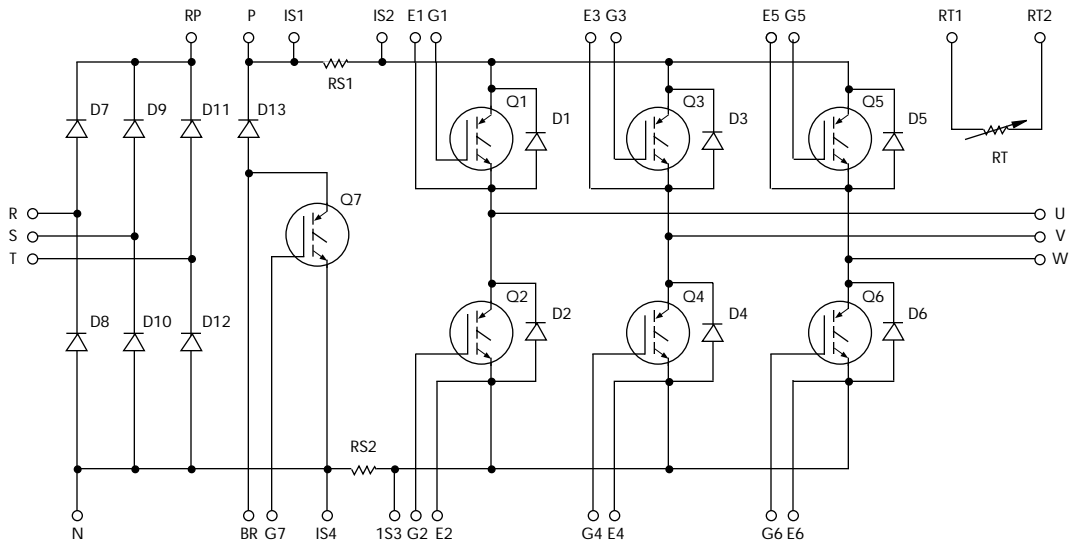 RP P IS1 IS2 E1 G1 E3 G3 E5 G5 RT1 RT2
RS1
D7 D9 D11 D13 Q1 D1 Q3 D3 Q5 D5
RT
Q7
R U
S V
T W
D8 D10 D12 Q2 D2 Q4 D4 Q6 D6
RS2
N BR G7 IS4 1S3 G2 E2 G4 E4 G6 E6